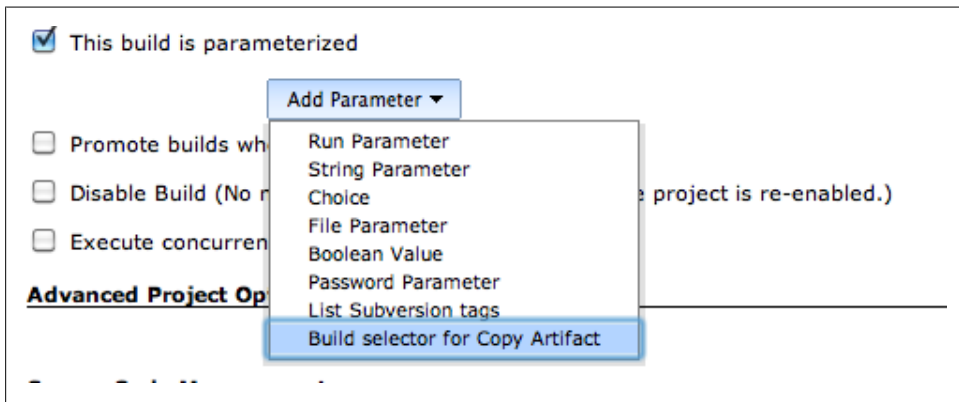 This build is parameterized
Add Parameter
Promote builds wh
Run Parameter
String Parameter
Disable Build (No n
Choice
e project is re-enabled.)
File Parameter
Execute concurren
Boolean Value
Password Parameter
Advanced Project Op
List Subversion tags
Build selector for Copy Artifact